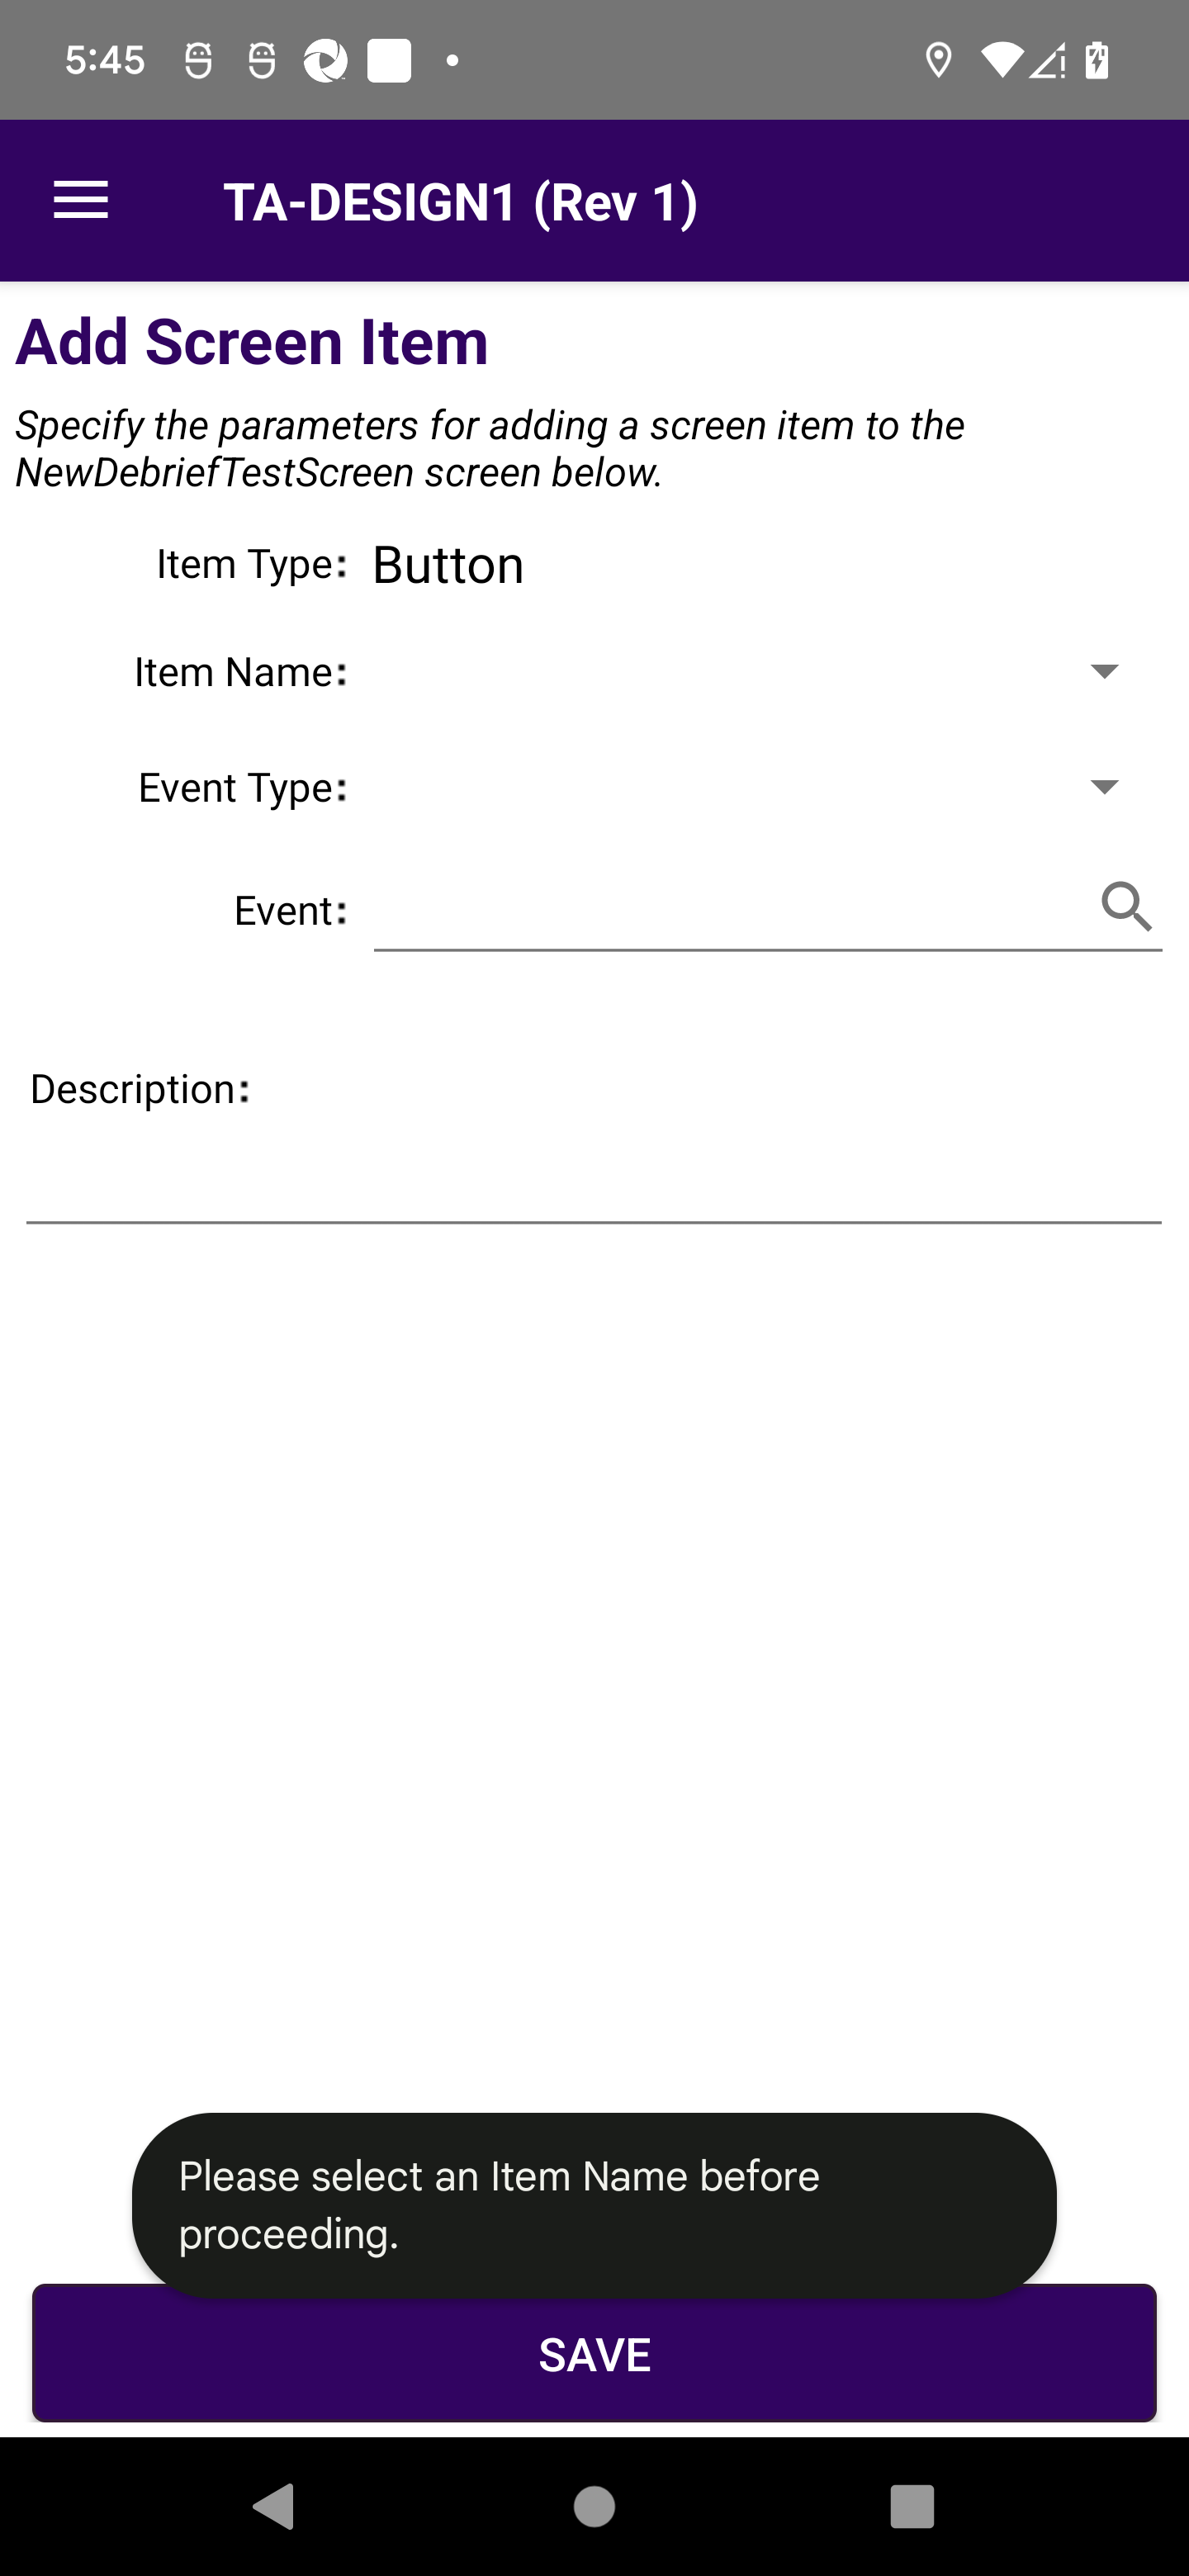 5:45
TA-DESIGN1 (Rev 1)
Add Screen Item
Specify the parameters for adding a screen item to the
NewDebriefTestScreen screen below.
Item Type: Button
Item Name:
Event Type:
Event:
Description:
Please select an Item Name before
proceeding.
SAVE